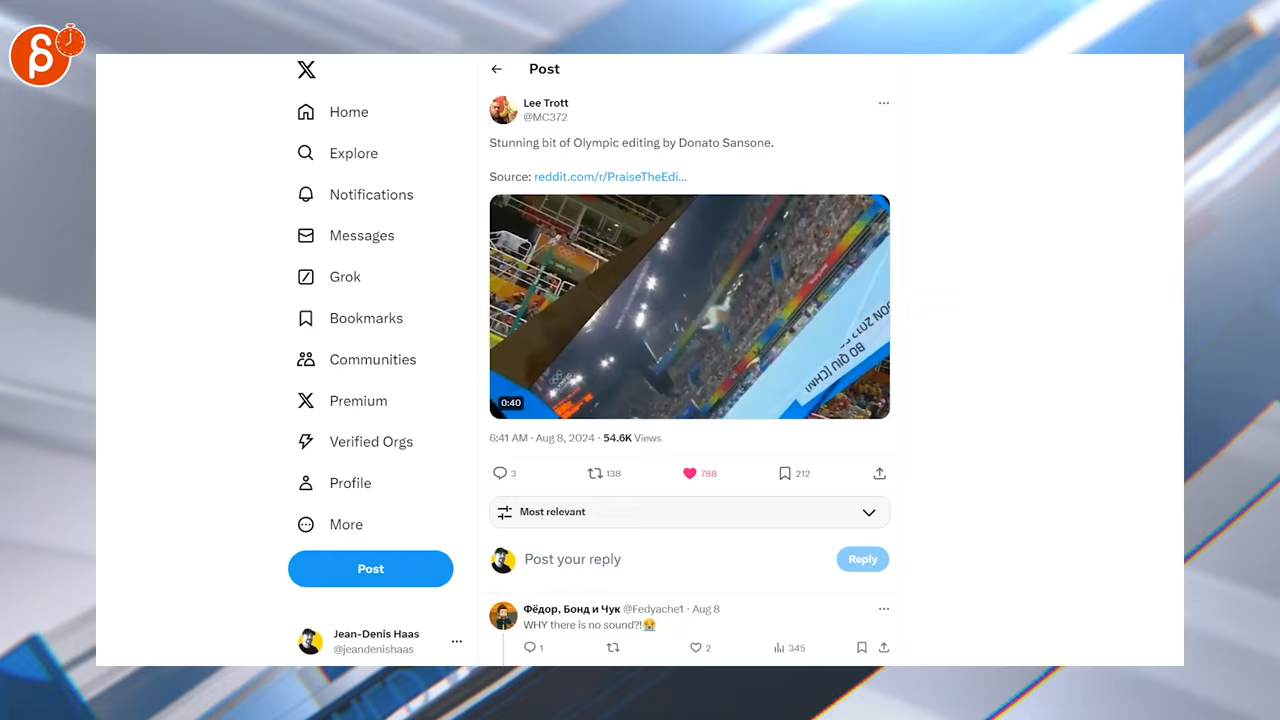 Post
Lee Trott
@MC372
Stunning bit of Olympic editing by Donato Sansone.
Source: reddit.com/r/PraiseTheEdi...
BO QIU [CHN]
0:40
6:41 AM · Aug 8, 2024 · 54.6K Views
3 138 788 212
Most relevant
Post your reply
Reply
Фёдор, Бонд и Чук @Fedyache1 · Aug 8
WHY there is no sound?!😭
1 2 345
Home
Explore
Notifications
Messages
Grok
Bookmarks
Communities
Premium
Verified Orgs
Profile
More
Post
Jean-Denis Haas
@jeandenishaas